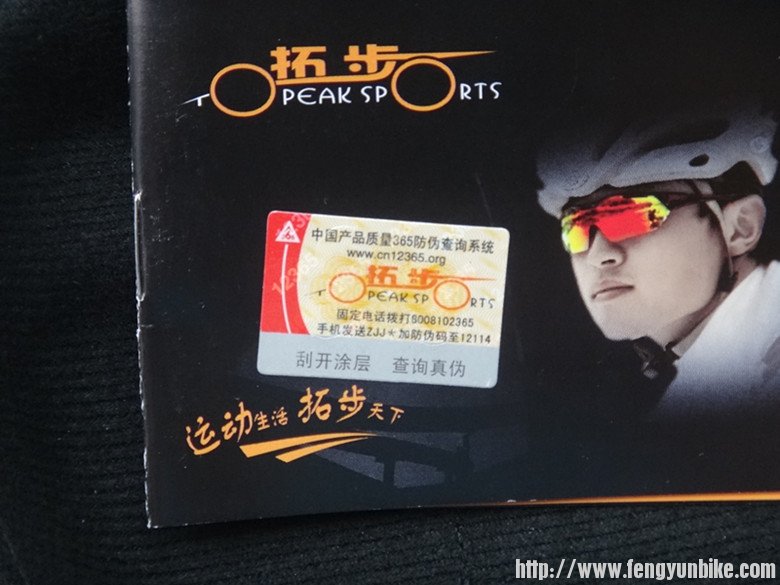 拓步
TOPEAK SPORTS
中国产品质量365防伪查询系统
www.cn12365.org
拓步
TOPEAK SPORTS
固定电话拨打8008102365
手机发送ZJJ*加防伪码至12114
刮开涂层 查询真伪
运动生活 拓步天下
http://www.fengyunbike.com